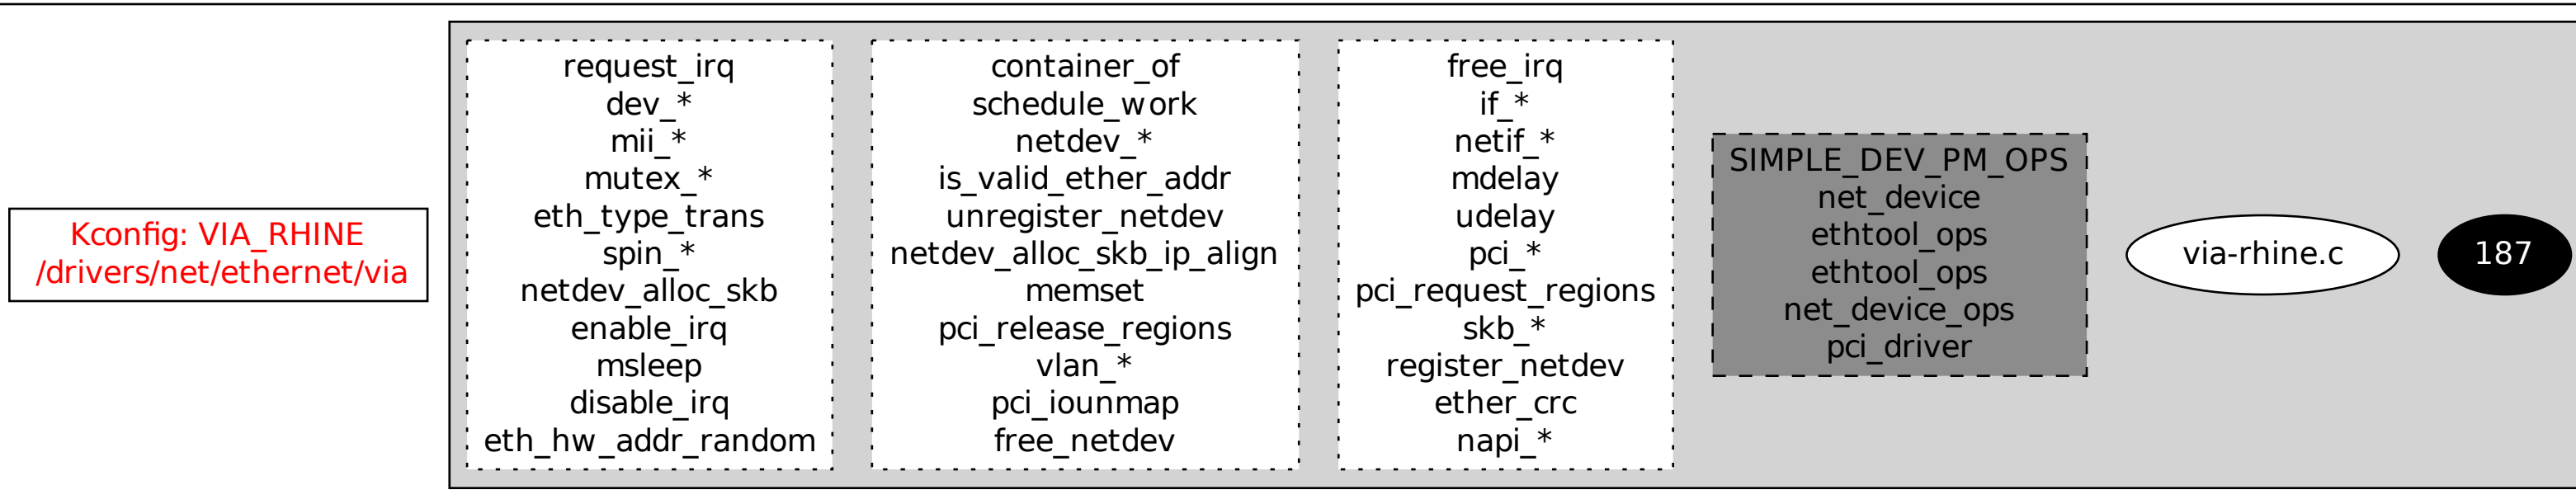 Kconfig: VIA_RHINE
/drivers/net/ethernet/via
request_irq
dev_*
mii_*
mutex_*
eth_type_trans
spin_*
netdev_alloc_skb
enable_irq
msleep
disable_irq
eth_hw_addr_random
container_of
schedule_work
netdev_*
is_valid_ether_addr
unregister_netdev
netdev_alloc_skb_ip_align
memset
pci_release_regions
vlan_*
pci_iounmap
free_netdev
free_irq
if_*
netif_*
mdelay
udelay
pci_*
pci_request_regions
skb_*
register_netdev
ether_crc
napi_*
SIMPLE_DEV_PM_OPS
net_device
ethtool_ops
ethtool_ops
net_device_ops
pci_driver
via-rhine.c
187